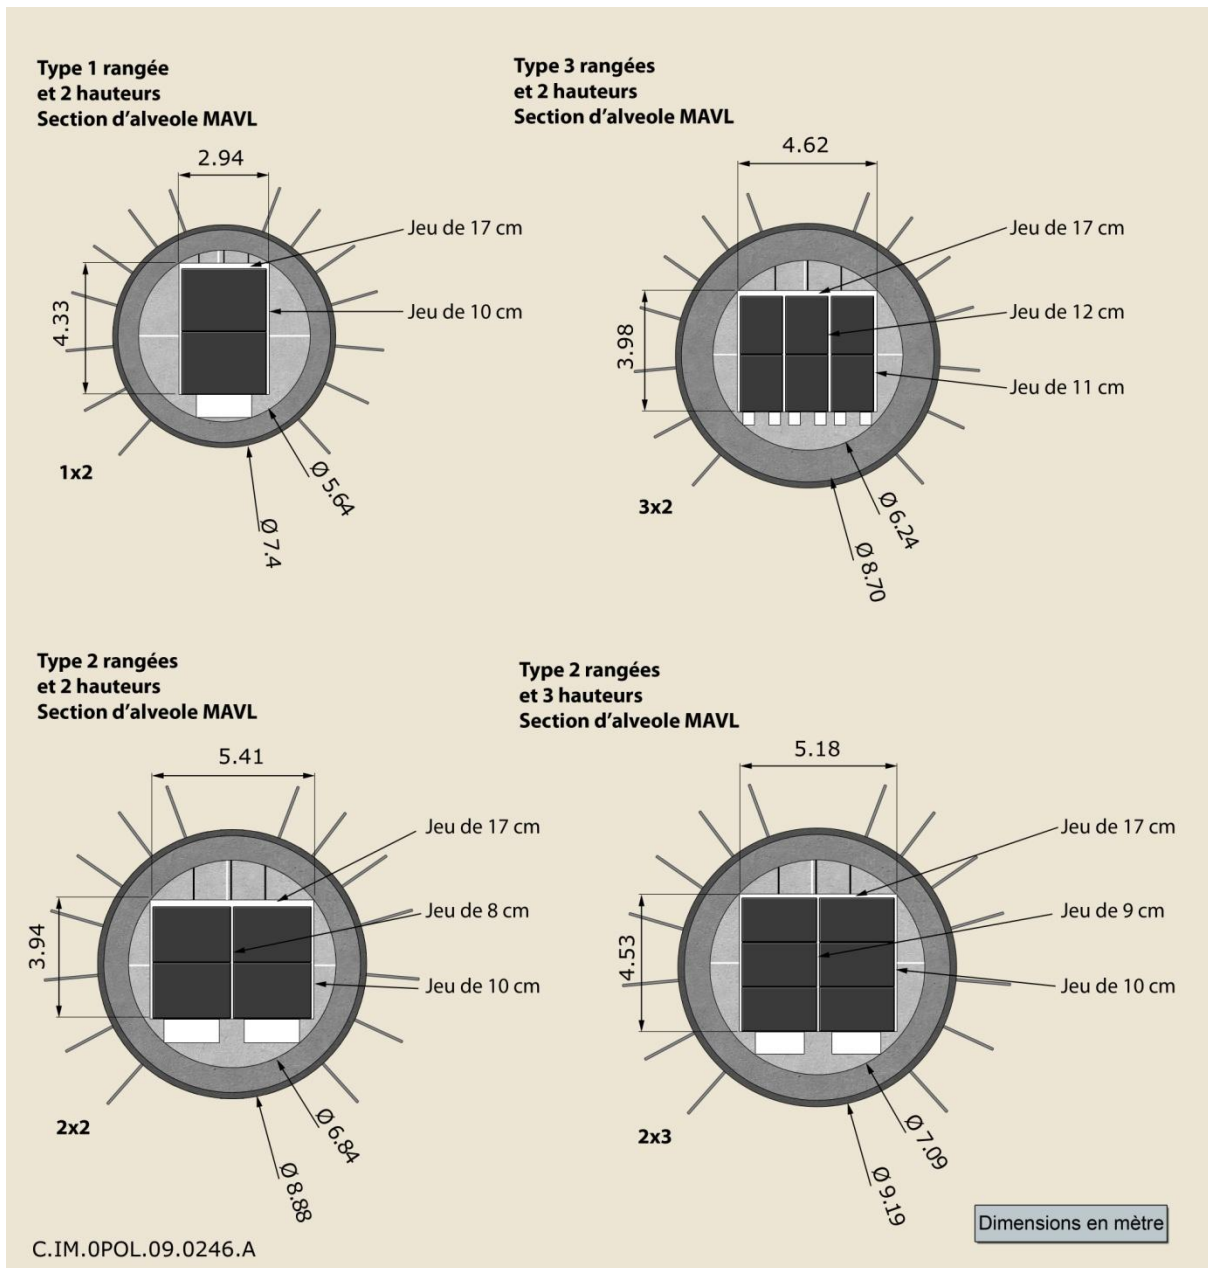 Type 1 rangée
et 2 hauteurs
Section d'alveole MAVL
2.94
4.33
Jeu de 17 cm
Jeu de 10 cm
Ø 5.64
Ø 7.4
1x2
Type 3 rangées
et 2 hauteurs
Section d'alveole MAVL
4.62
3.98
Jeu de 17 cm
Jeu de 12 cm
Jeu de 11 cm
Ø 6.24
Ø 8.70
3x2
Type 2 rangées
et 2 hauteurs
Section d'alveole MAVL
5.41
3.94
Jeu de 17 cm
Jeu de 8 cm
Jeu de 10 cm
Ø 6.84
Ø 8.88
2x2
Type 2 rangées
et 3 hauteurs
Section d'alveole MAVL
5.18
4.53
Jeu de 17 cm
Jeu de 9 cm
Jeu de 10 cm
Ø 7.09
Ø 9.19
2x3
Dimensions en mètre
C.IM.0POL.09.0246.A